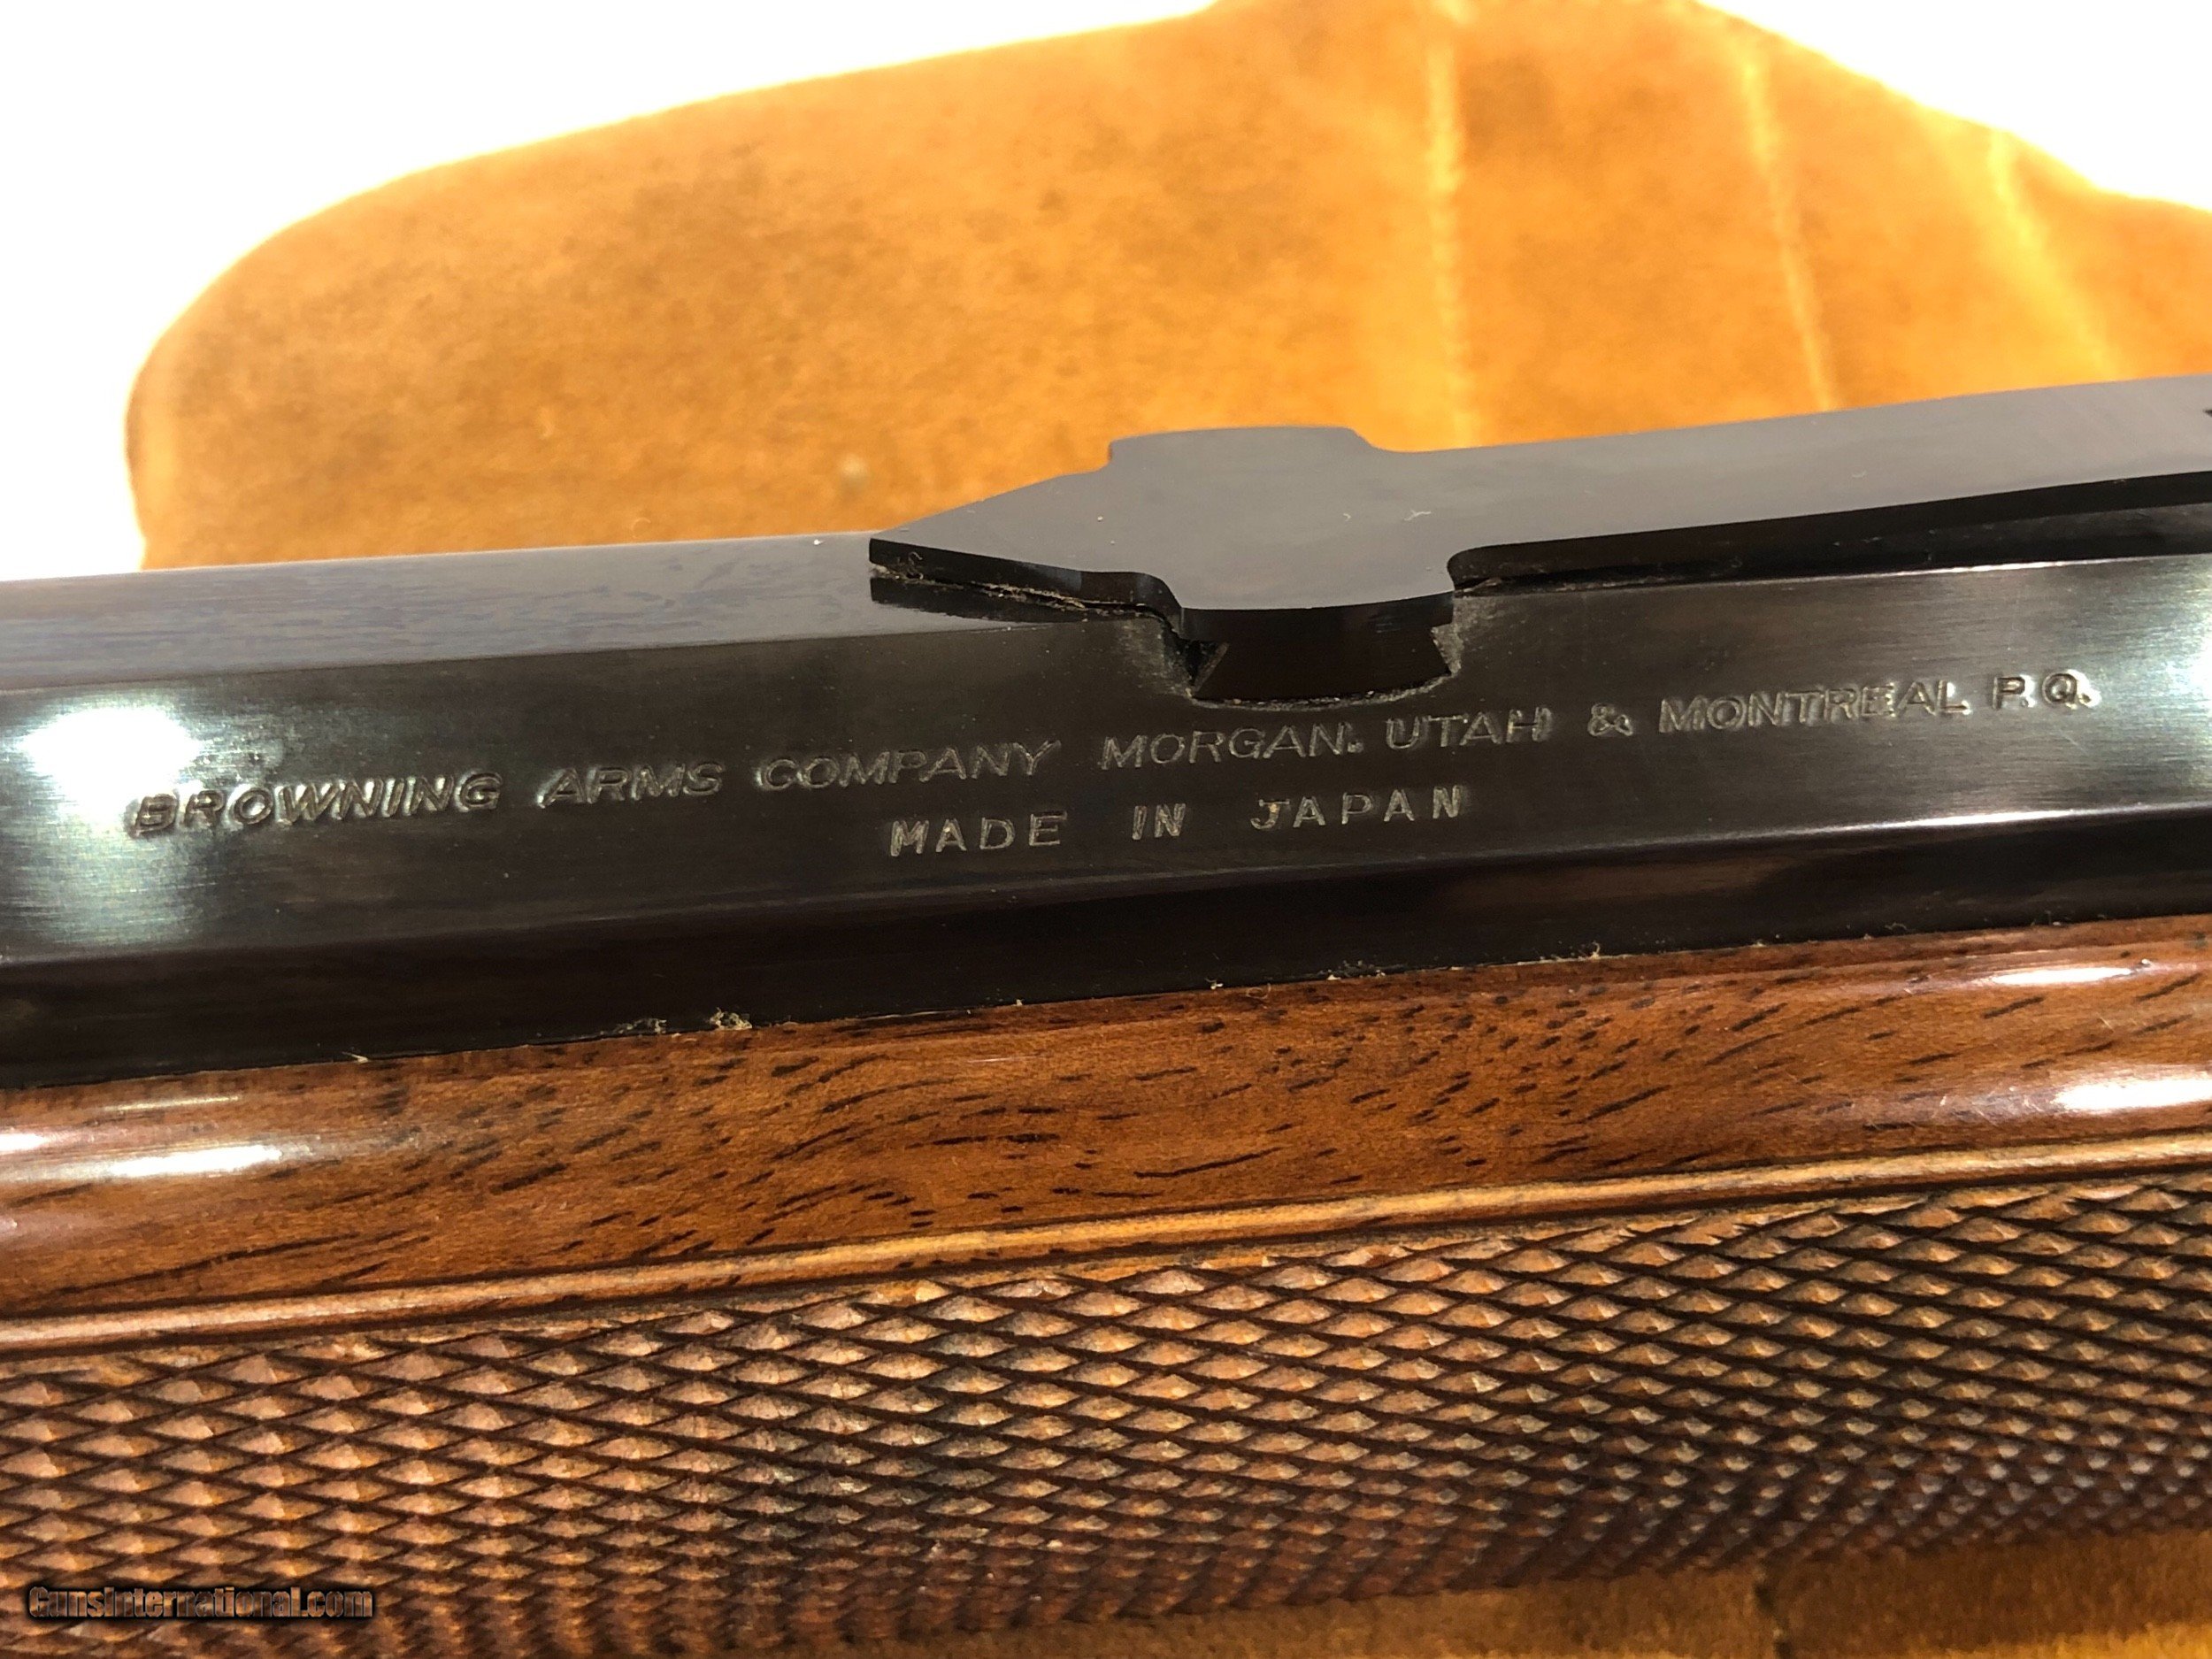 BROWNING ARMS COMPANY MORGAN. UTAH & MONTREAL P.Q.
MADE IN JAPAN
GunsInternational.com